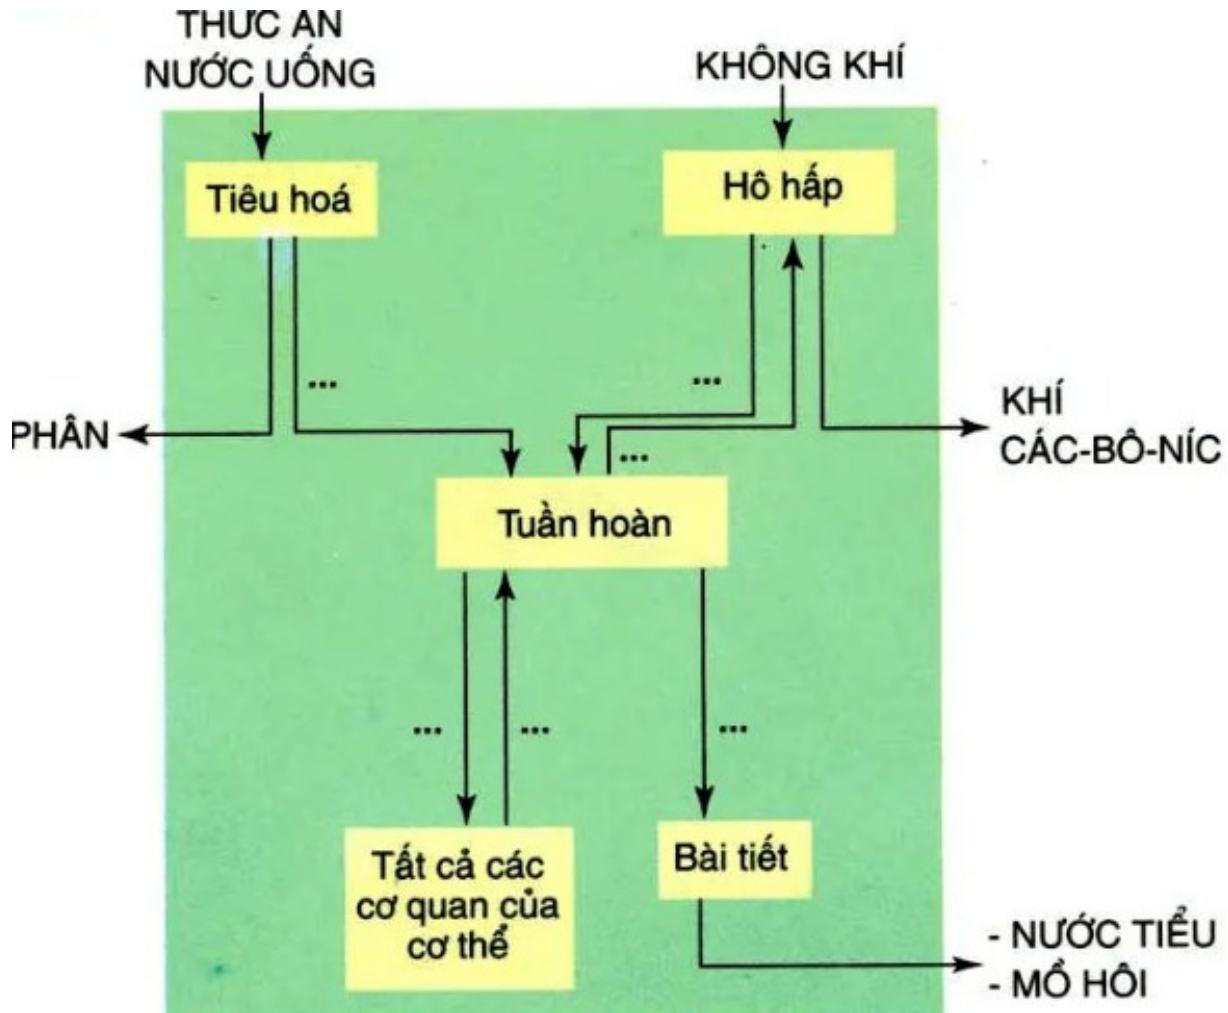 THỨC ĂN
NƯỚC UỐNG
KHÔNG KHÍ
Tiêu hoá
Hô hấp
...
...
PHÂN
KHÍ
CÁC-BÔ-NÍC
...
Tuần hoàn
...
...
...
Tất cả các
cơ quan của
cơ thể
Bài tiết
- NƯỚC TIỂU
- MỒ HÔI